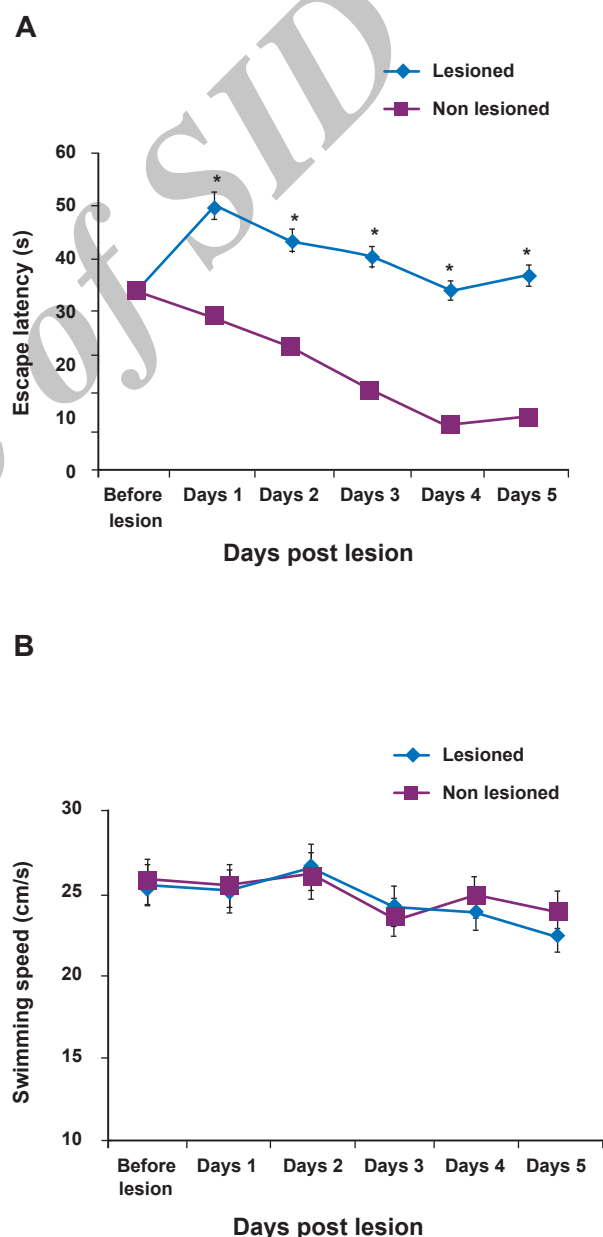 A
Lesioned
Non lesioned
of SID
60
50
40
30
20
10
0
Escape latency (s)
*
*
*
*
*
Before lesion
Days 1
Days 2
Days 3
Days 4
Days 5
Days post lesion
B
Lesioned
Non lesioned
30
25
20
15
10
Swimming speed (cm/s)
Before lesion
Days 1
Days 2
Days 3
Days 4
Days 5
Days post lesion